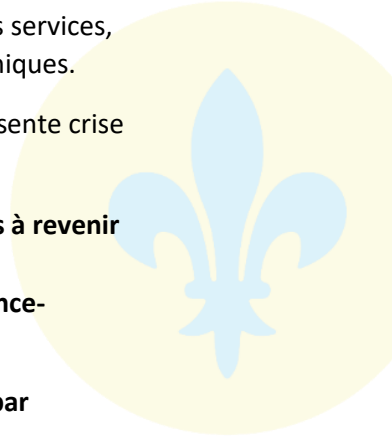 services,
niques.
sente crise
à revenir
nce-
par